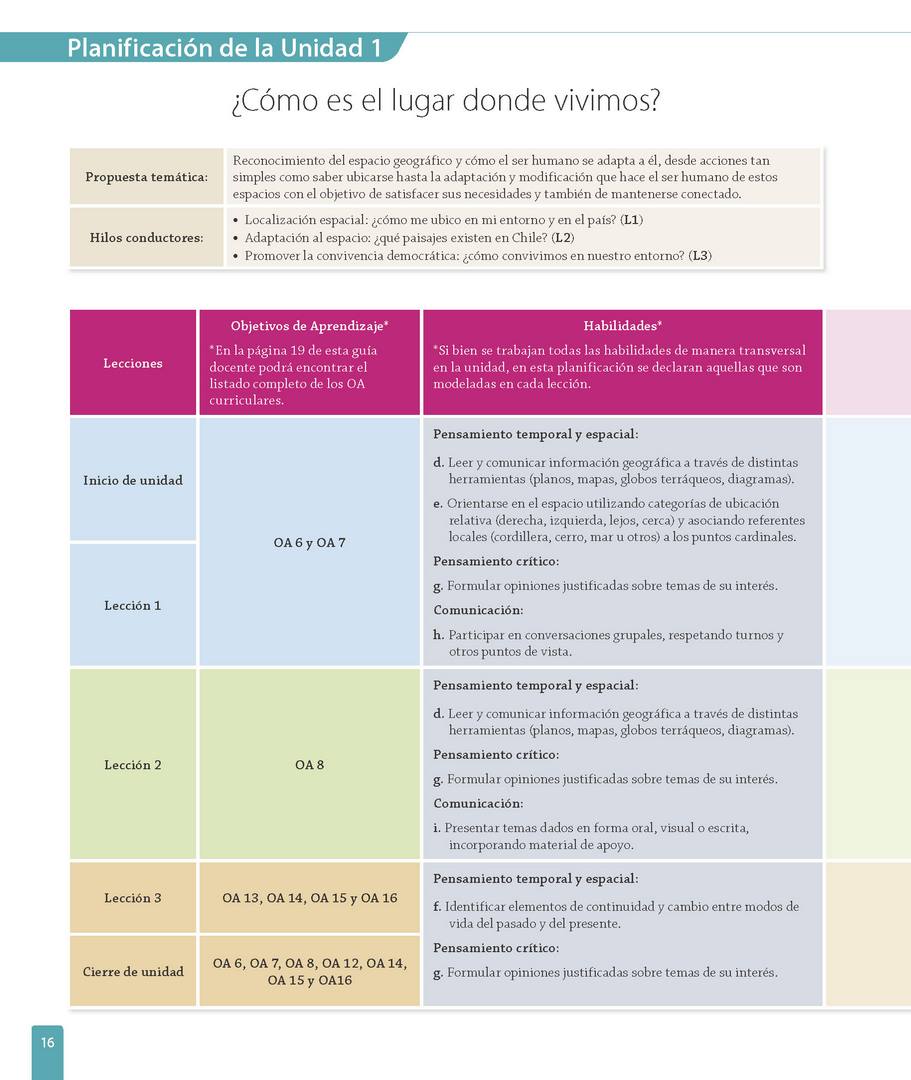 Planificación de la Unidad 1
¿Cómo es el lugar donde vivimos?
Propuesta temática:
Reconocimiento del espacio geográfico y cómo el ser humano se adapta a él, desde acciones tan
simples como saber ubicarse hasta la adaptación y modificación que hace el ser humano de estos
espacios con el objetivo de satisfacer sus necesidades y también de mantenerse conectado.
Hilos conductores:
• Localización espacial: ¿cómo me ubico en mi entorno y en el país? (L1)
• Adaptación al espacio: ¿qué paisajes existen en Chile? (L2)
• Promover la convivencia democrática: ¿cómo convivimos en nuestro entorno? (L3)
Lecciones
Objetivos de Aprendizaje*
*En la página 19 de esta guía
docente podrá encontrar el
listado completo de los OA
curriculares.
Habilidades*
*Si bien se trabajan todas las habilidades de manera transversal
en la unidad, en esta planificación se declaran aquellas que son
modeladas en cada lección.
Inicio de unidad
Lección 1
OA 6 y OA 7
Pensamiento temporal y espacial:
d. Leer y comunicar información geográfica a través de distintas
herramientas (planos, mapas, globos terráqueos, diagramas).
e. Orientarse en el espacio utilizando categorías de ubicación
relativa (derecha, izquierda, lejos, cerca) y asociando referentes
locales (cordillera, cerro, mar u otros) a los puntos cardinales.
Pensamiento crítico:
g. Formular opiniones justificadas sobre temas de su interés.
Comunicación:
h. Participar en conversaciones grupales, respetando turnos y
otros puntos de vista.
Lección 2
OA 8
Pensamiento temporal y espacial:
d. Leer y comunicar información geográfica a través de distintas
herramientas (planos, mapas, globos terráqueos, diagramas).
Pensamiento crítico:
g. Formular opiniones justificadas sobre temas de su interés.
Comunicación:
i. Presentar temas dados en forma oral, visual o escrita,
incorporando material de apoyo.
Lección 3
OA 13, OA 14, OA 15 y OA 16
Cierre de unidad
OA 6, OA 7, OA 8, OA 12, OA 14,
OA 15 y OA16
Pensamiento temporal y espacial:
f. Identificar elementos de continuidad y cambio entre modos de
vida del pasado y del presente.
Pensamiento crítico:
g. Formular opiniones justificadas sobre temas de su interés.
16